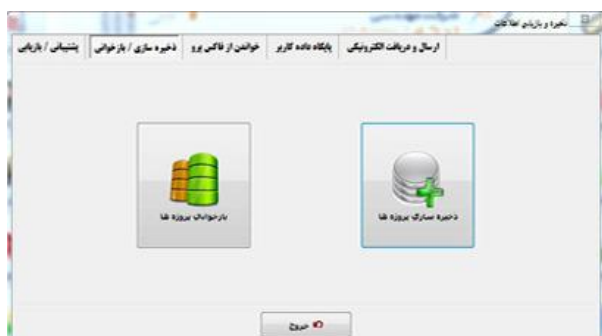 ذخیره و بازیابی اطلاعات
ارسال و دریافت الکترونیکی
پایگاه داده کاربر
خواندن از فاکس پرو
ذخیره سازی / بازخوانی
پشتیبانی / بازیابی
ذخیره سازی پروژه ها
بازخوانی پروژه ها
خروج